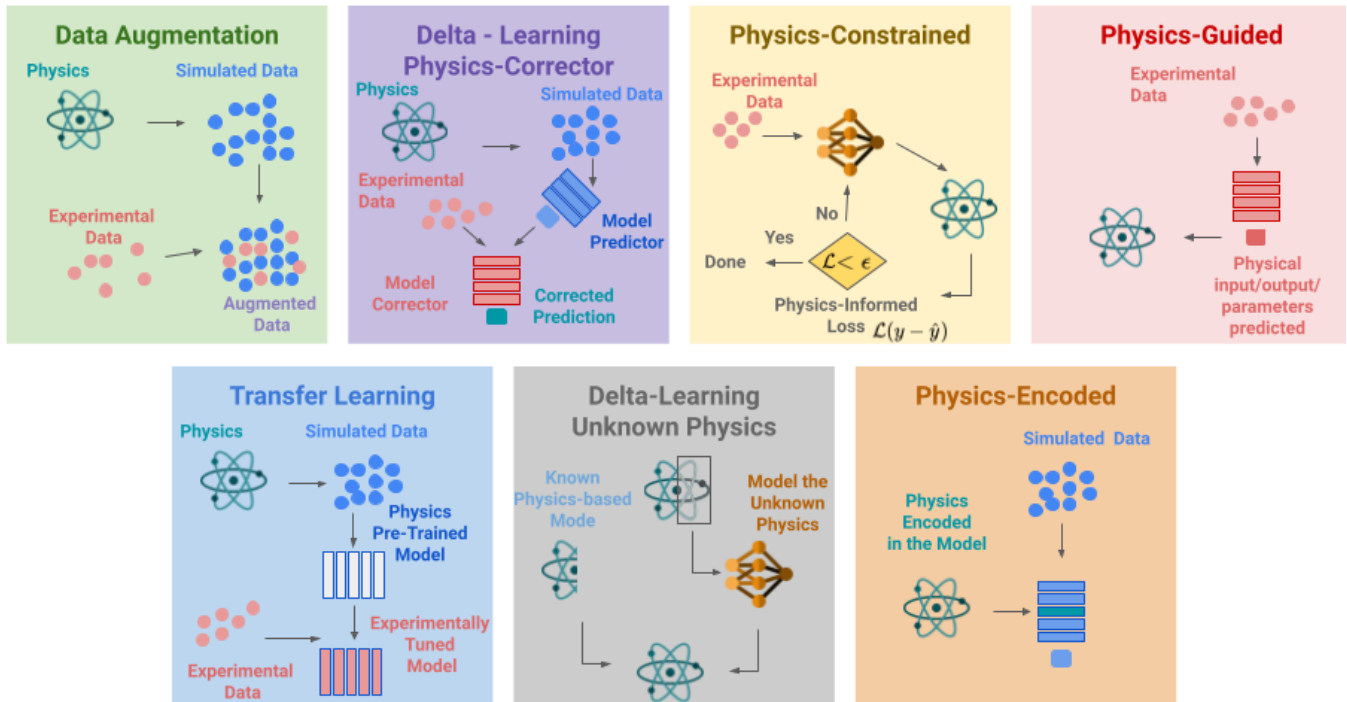 Data Augmentation
Physics
Simulated Data
Experimental
Data
Augmented
Data
Delta - Learning
Physics-Corrector
Physics
Simulated Data
Experimental
Data
Model
Predictor
Model
Corrector
Corrected
Prediction
Physics-Constrained
Experimental
Data
No
Yes
Done
ℒ< ϵ
Physics-Informed
Loss ℒ(y − ŷ)
Physics-Guided
Experimental
Data
Physical
input/output/
parameters
predicted
Transfer Learning
Physics
Simulated Data
Physics
Pre-Trained
Model
Experimentally
Tuned
Model
Experimental
Data
Delta-Learning
Unknown Physics
Known
Physics-based
Mode
Model the
Unknown
Physics
Physics-Encoded
Simulated Data
Physics
Encoded
in the Model